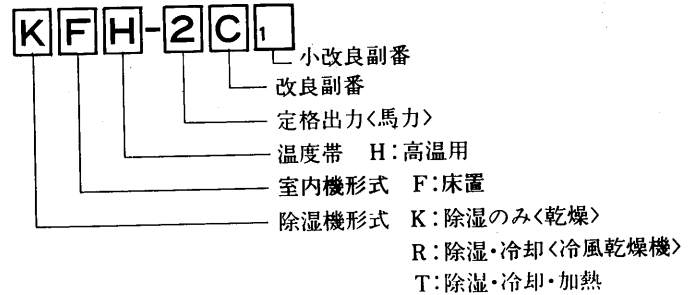 KFH-2C1
小改良副番
改良副番
定格出力<馬力>
温度帯 H:高温用
室内機形式 F:床置
除湿機形式 K:除湿のみ<乾燥>
R:除湿・冷却<冷風乾燥機>
T:除湿・冷却・加熱